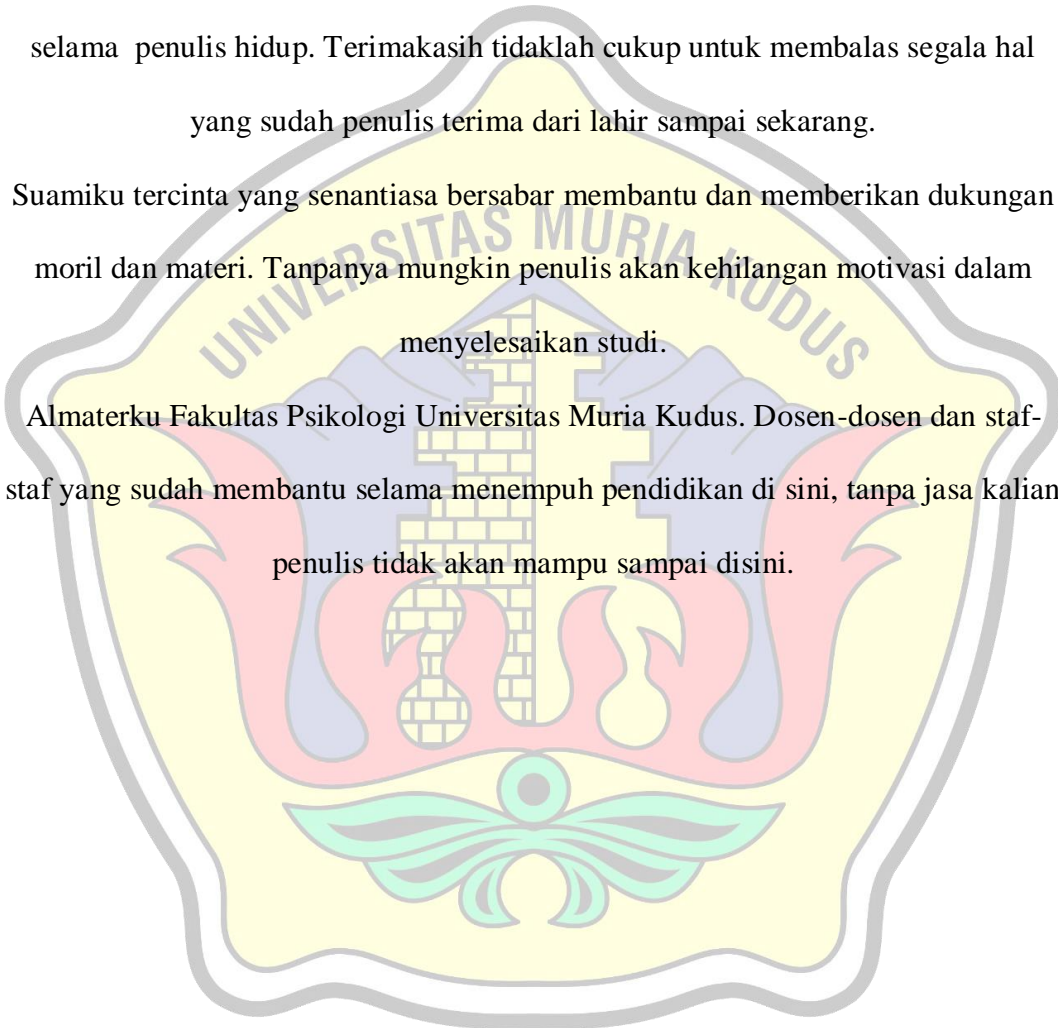 selama penulis hidup. Terimakasih tidaklah cukup untuk membalas segala hal
yang sudah penulis terima dari lahir sampai sekarang.
Suamiku tercinta yang senantiasa bersabar membantu dan memberikan dukungan
UNIVERSITAS MURIA KUDUS
moril dan materi. Tanpanya mungkin penulis akan kehilangan motivasi dalam
menyelesaikan studi.
Almaterku Fakultas Psikologi Universitas Muria Kudus. Dosen-dosen dan staf-
staf yang sudah membantu selama menempuh pendidikan di sini, tanpa jasa kalian
penulis tidak akan mampu sampai disini.